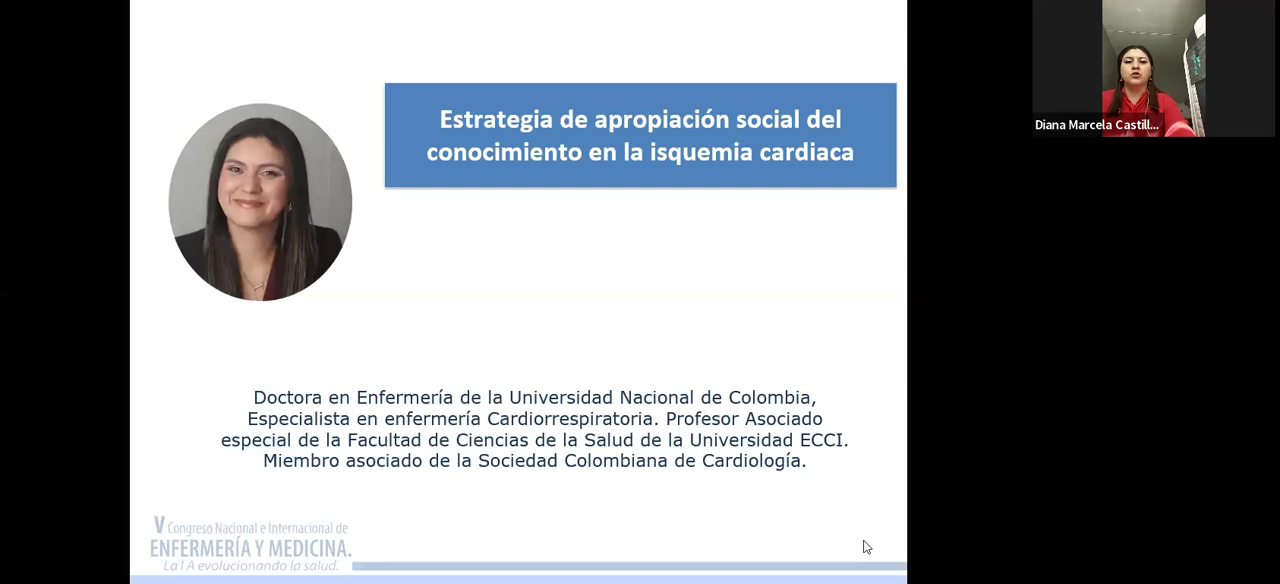 Estrategia de apropiación social del
conocimiento en la isquemia cardiaca
Diana Marcela Castill...
Doctora en Enfermería de la Universidad Nacional de Colombia,
Especialista en enfermería Cardiorrespiratoria. Profesor Asociado
especial de la Facultad de Ciencias de la Salud de la Universidad ECCI.
Miembro asociado de la Sociedad Colombiana de Cardiología.
V Congreso Nacional e Internacional de
ENFERMERÍA Y MEDICINA.
La IA evolucionando la salud.